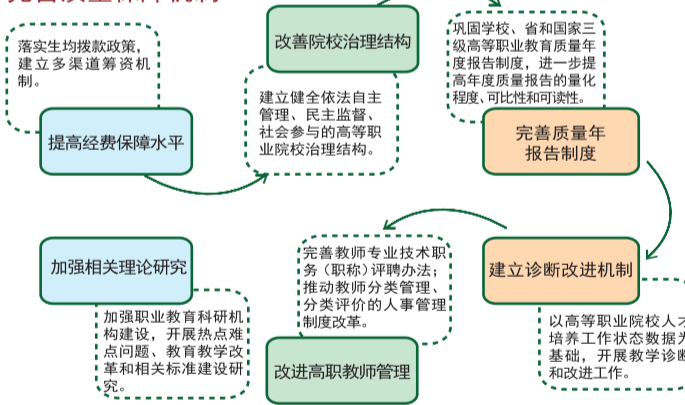 落实生均拨款政策，
建立多渠道筹资机
制。
提高经费保障水平
改善院校治理结构
建立健全依法自主
管理、民主监督、
社会参与的高等职
业院校治理结构。
巩固学校、省和国家三
级高等职业教育质量年
度报告制度，进一步提
高年度质量报告的量化
程度、可比性和可读性。
完善质量年
报告制度
建立诊断改进机制
以高等职业院校人才
培养工作状态数据为
基础，开展教学诊断
和改进工作。
完善教师专业技术职
务（职称）评聘办法；
推动教师分类管理、
分类评价的人事管理
制度改革。
改进高职教师管理
加强相关理论研究
加强职业教育科研机
构建设，开展热点难
点问题、教育教学改
革和相关标准建设研
究。